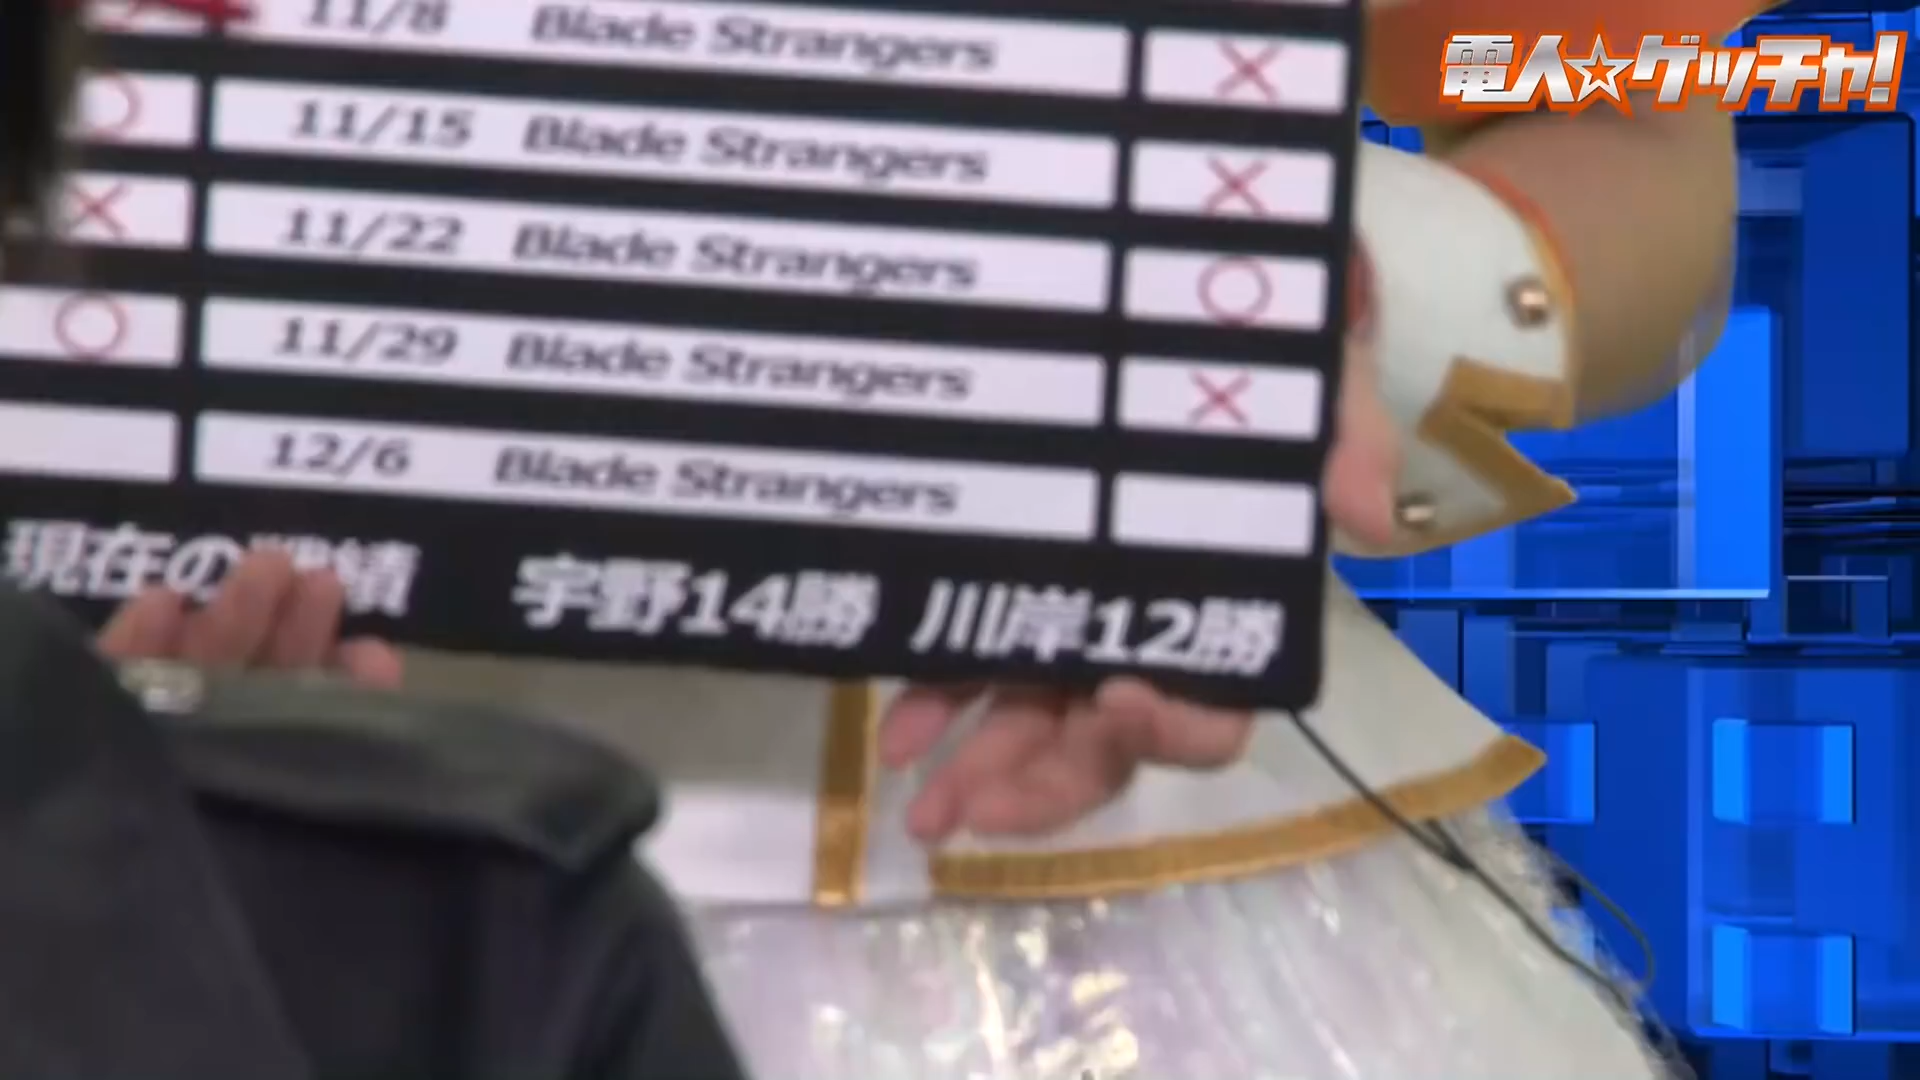 電人☆ゲッチャ!
11/8 Blade Strangers ×
○ 11/15 Blade Strangers ×
× 11/22 Blade Strangers ○
○ 11/29 Blade Strangers ×
12/6 Blade Strangers
現在の戦績 宇野14勝 川岸12勝